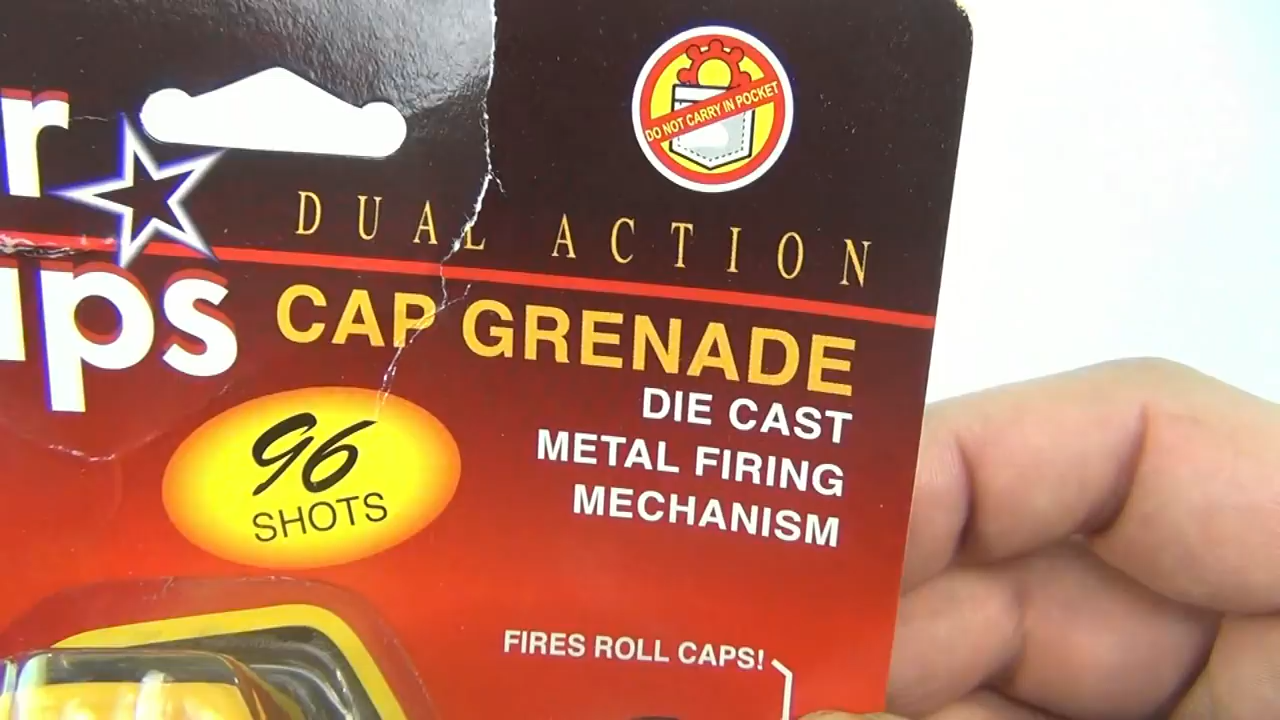 DO NOT CARRY IN POCKET
DUAL ACTION
CAP GRENADE
DIE CAST
METAL FIRING
MECHANISM
96
SHOTS
FIRES ROLL CAPS!